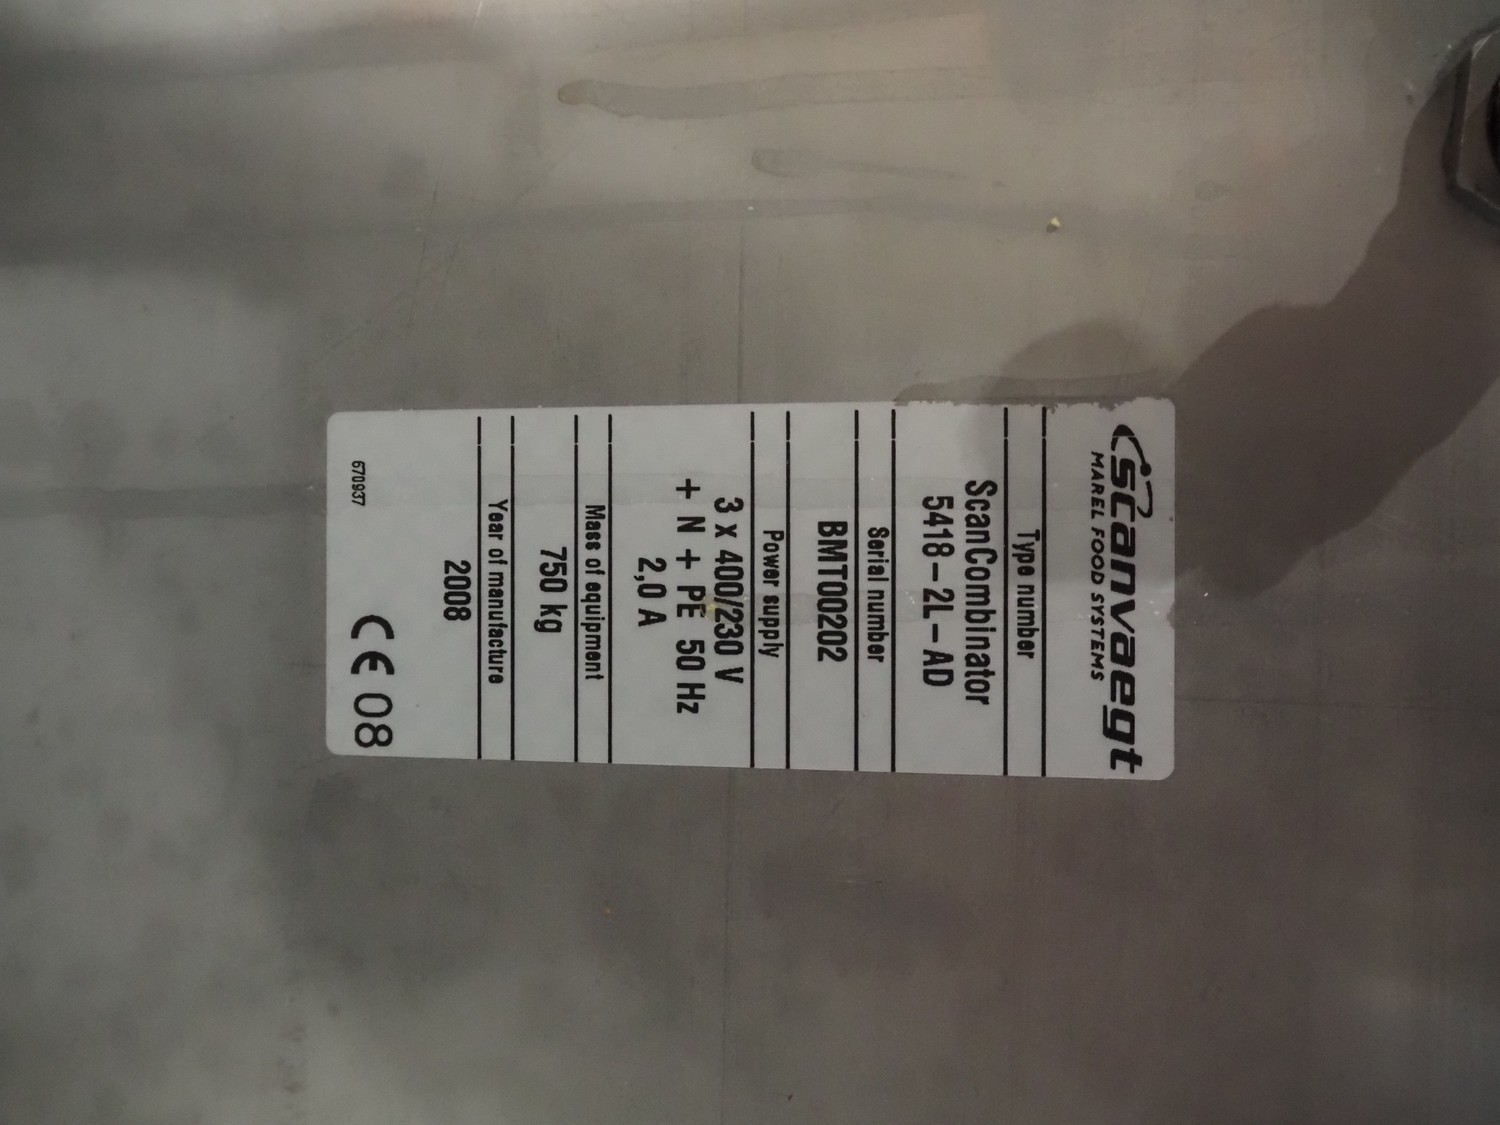 scanvaegt
MAREL FOOD SYSTEMS
Type number
ScanCombinator
5418-2L-AD
Serial number
BMT00202
Power supply
3 x 400/230 V
+ N + PE 50 Hz
2,0 A
Mass of equipment
750 kg
Year of manufacture
2008
670937
CE 08